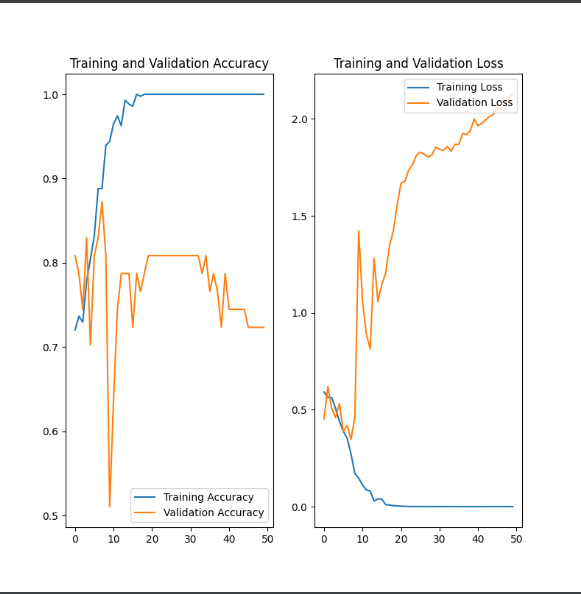 Training and Validation Accuracy
1.0
0.9
0.8
0.7
0.6
0.5
Training Accuracy
Validation Accuracy
0 10 20 30 40 50
Training and Validation Loss
Training Loss
Validation Loss
2.0
1.5
1.0
0.5
0.0
0 10 20 30 40 50